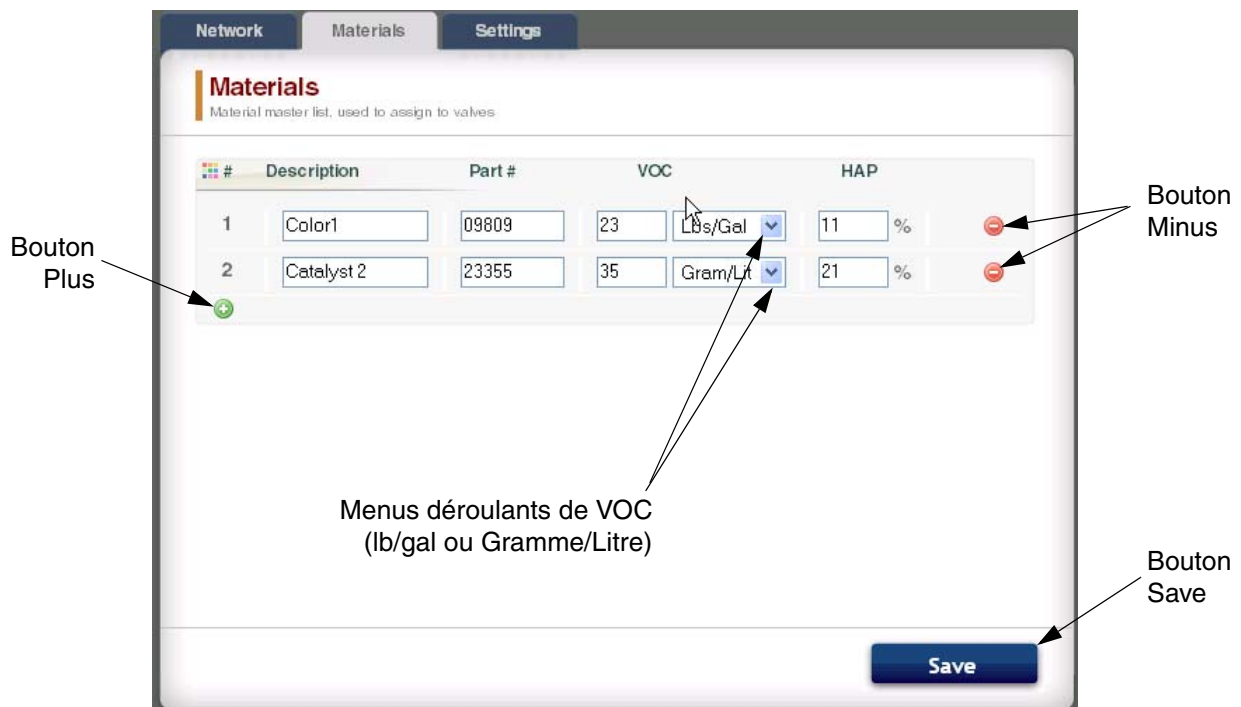 Network Materials Settings
Materials
Material master list, used to assign to valves
# Description Part # VOC HAP
1 Color1 09809 23 Lbs/Gal 11 %
2 Catalyst 2 23355 35 Gram/Lit 21 %
Bouton
Plus
Bouton
Minus
Menus déroulants de VOC
(lb/gal ou Gramme/Litre)
Bouton
Save
Save